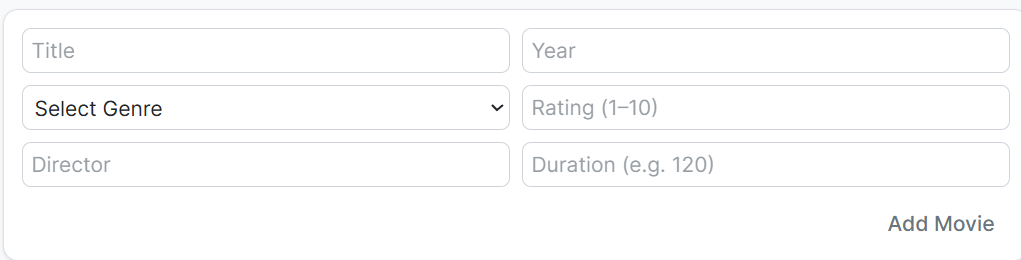 Title
Year
Select Genre
Rating (1–10)
Director
Duration (e.g. 120)
Add Movie